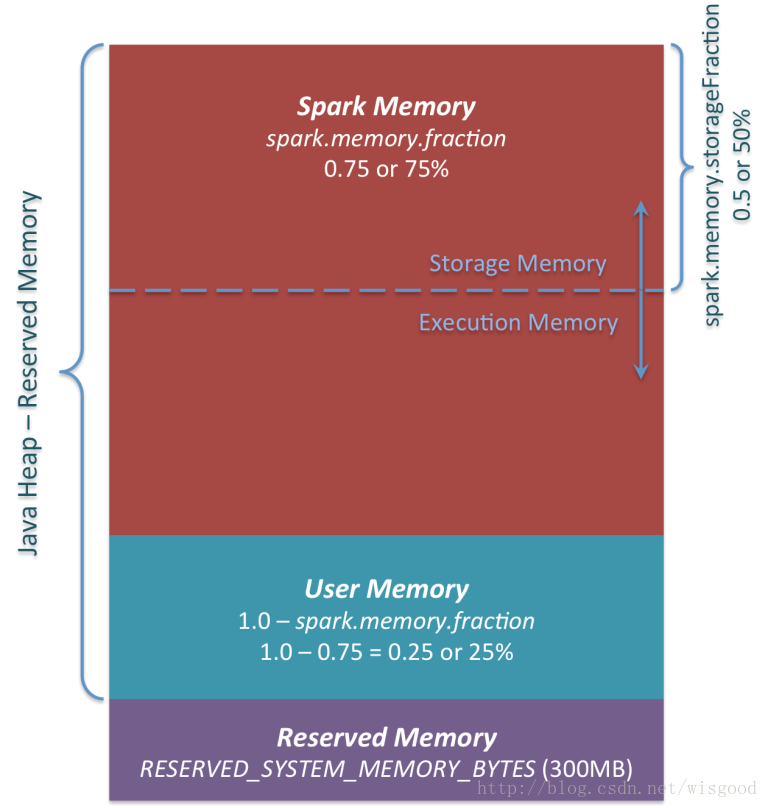 Spark Memory
spark.memory.fraction
0.75 or 75%
Storage Memory
Execution Memory
spark.memory.storageFraction
0.5 or 50%
Java Heap – Reserved Memory
User Memory
1.0 – spark.memory.fraction
1.0 – 0.75 = 0.25 or 25%
Reserved Memory
RESERVED_SYSTEM_MEMORY_BYTES (300MB)
http://blog.csdn.net/wisgood